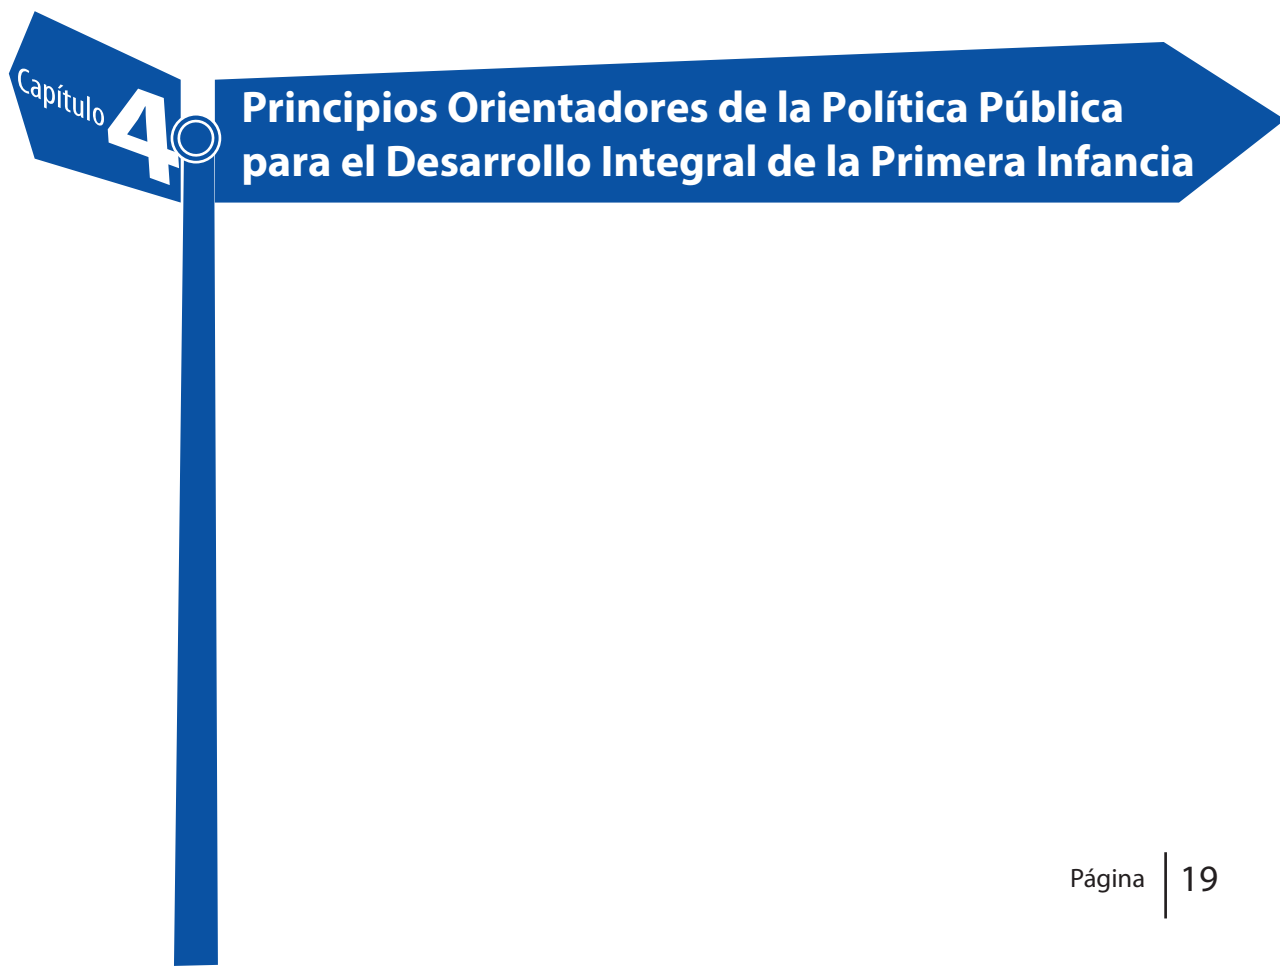 Capítulo 4
Principios Orientadores de la Política Pública
para el Desarrollo Integral de la Primera Infancia
Página 19